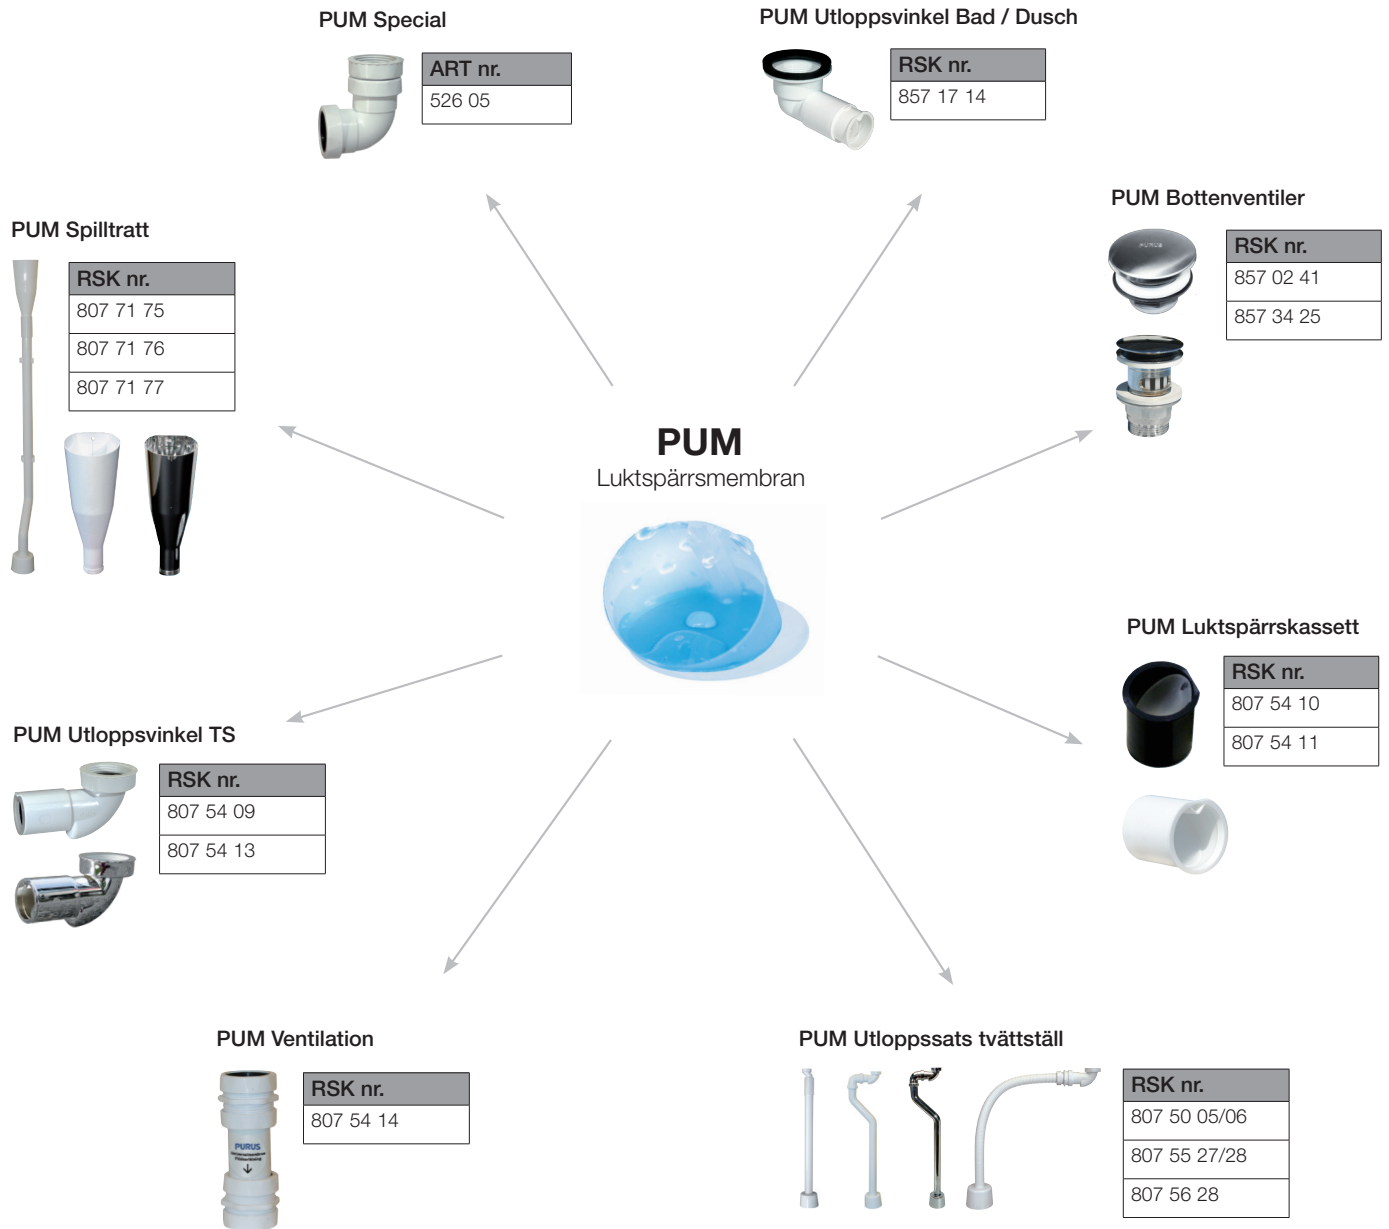 PUM Special
ART nr.
526 05
PUM Utloppsvinkel Bad / Dusch
RSK nr.
857 17 14
PUM Bottenventiler
PURUS
RSK nr.
857 02 41
857 34 25
PUM Spilltratt
RSK nr.
807 71 75
807 71 76
807 71 77
PUM
Luktspärrsmembran
PUM Luktspärrskassett
RSK nr.
807 54 10
807 54 11
PUM Utloppsvinkel TS
RSK nr.
807 54 09
807 54 13
PUM Ventilation
PURUS
RSK nr.
807 54 14
PUM Utloppssats tvättställ
RSK nr.
807 50 05/06
807 55 27/28
807 56 28